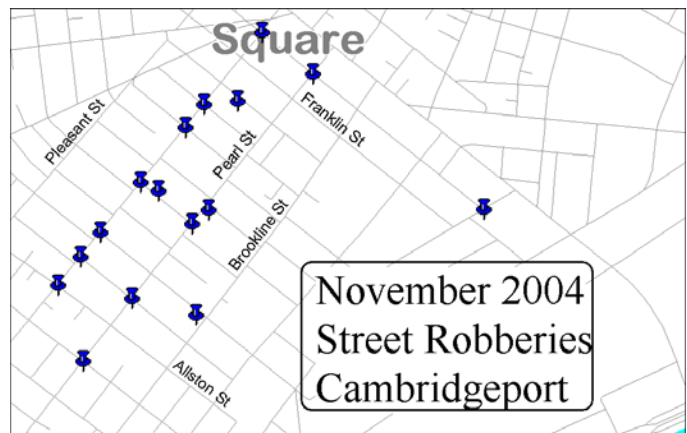 Square
Franklin St
Pleasant St
Pearl St
Brookline St
Allston St
November 2004
Street Robberies
Cambridgeport